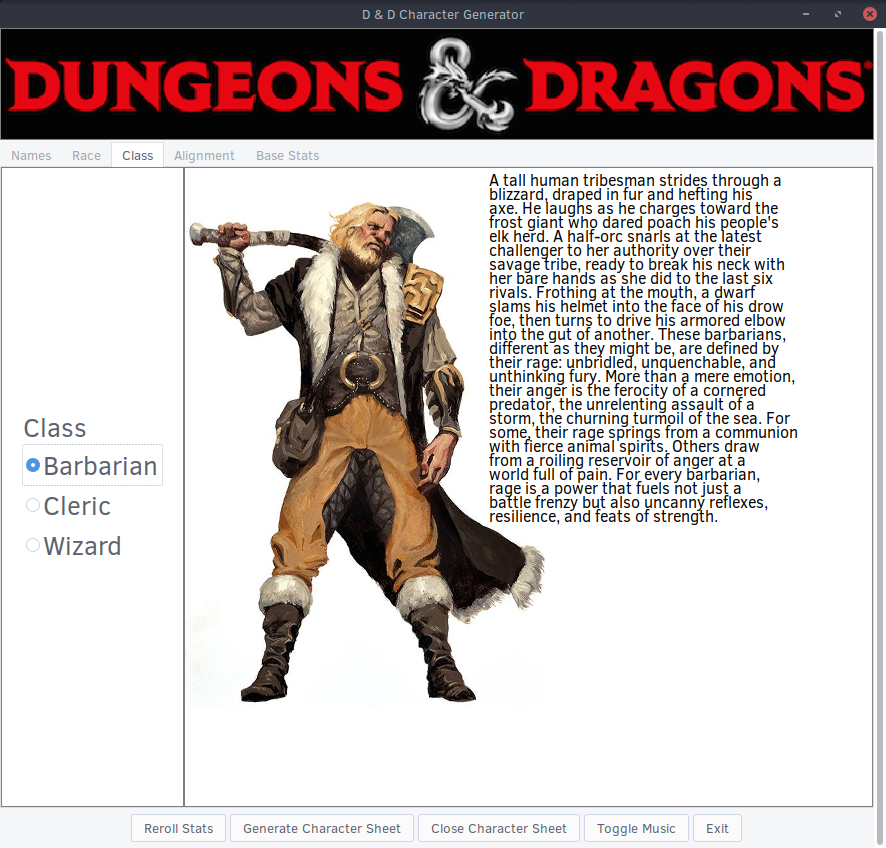 D & D Character Generator
DUNGEONS & DRAGONS
Names Race Class Alignment Base Stats
Class
Barbarian
Cleric
Wizard
A tall human tribesman strides through a
blizzard, draped in fur and hefting his
axe. He laughs as he charges toward the
frost giant who dared poach his people's
elk herd. A half-orc snarls at the latest
challenger to her authority over their
savage tribe, ready to break his neck with
her bare hands as she did to the last six
rivals. Frothing at the mouth, a dwarf
slams his helmet into the face of his drow
foe, then turns to drive his armored elbow
into the gut of another. These barbarians,
different as they might be, are defined by
their rage: unbridled, unquenchable, and
unthinking fury. More than a mere emotion,
their anger is the ferocity of a cornered
predator, the unrelenting assault of a
storm, the churning turmoil of the sea. For
some, their rage springs from a communion
with fierce animal spirits. Others draw
from a roiling reservoir of anger at a
world full of pain. For every barbarian,
rage is a power that fuels not just a
battle frenzy but also uncanny reflexes,
resilience, and feats of strength.
Reroll Stats Generate Character Sheet Close Character Sheet Toggle Music Exit